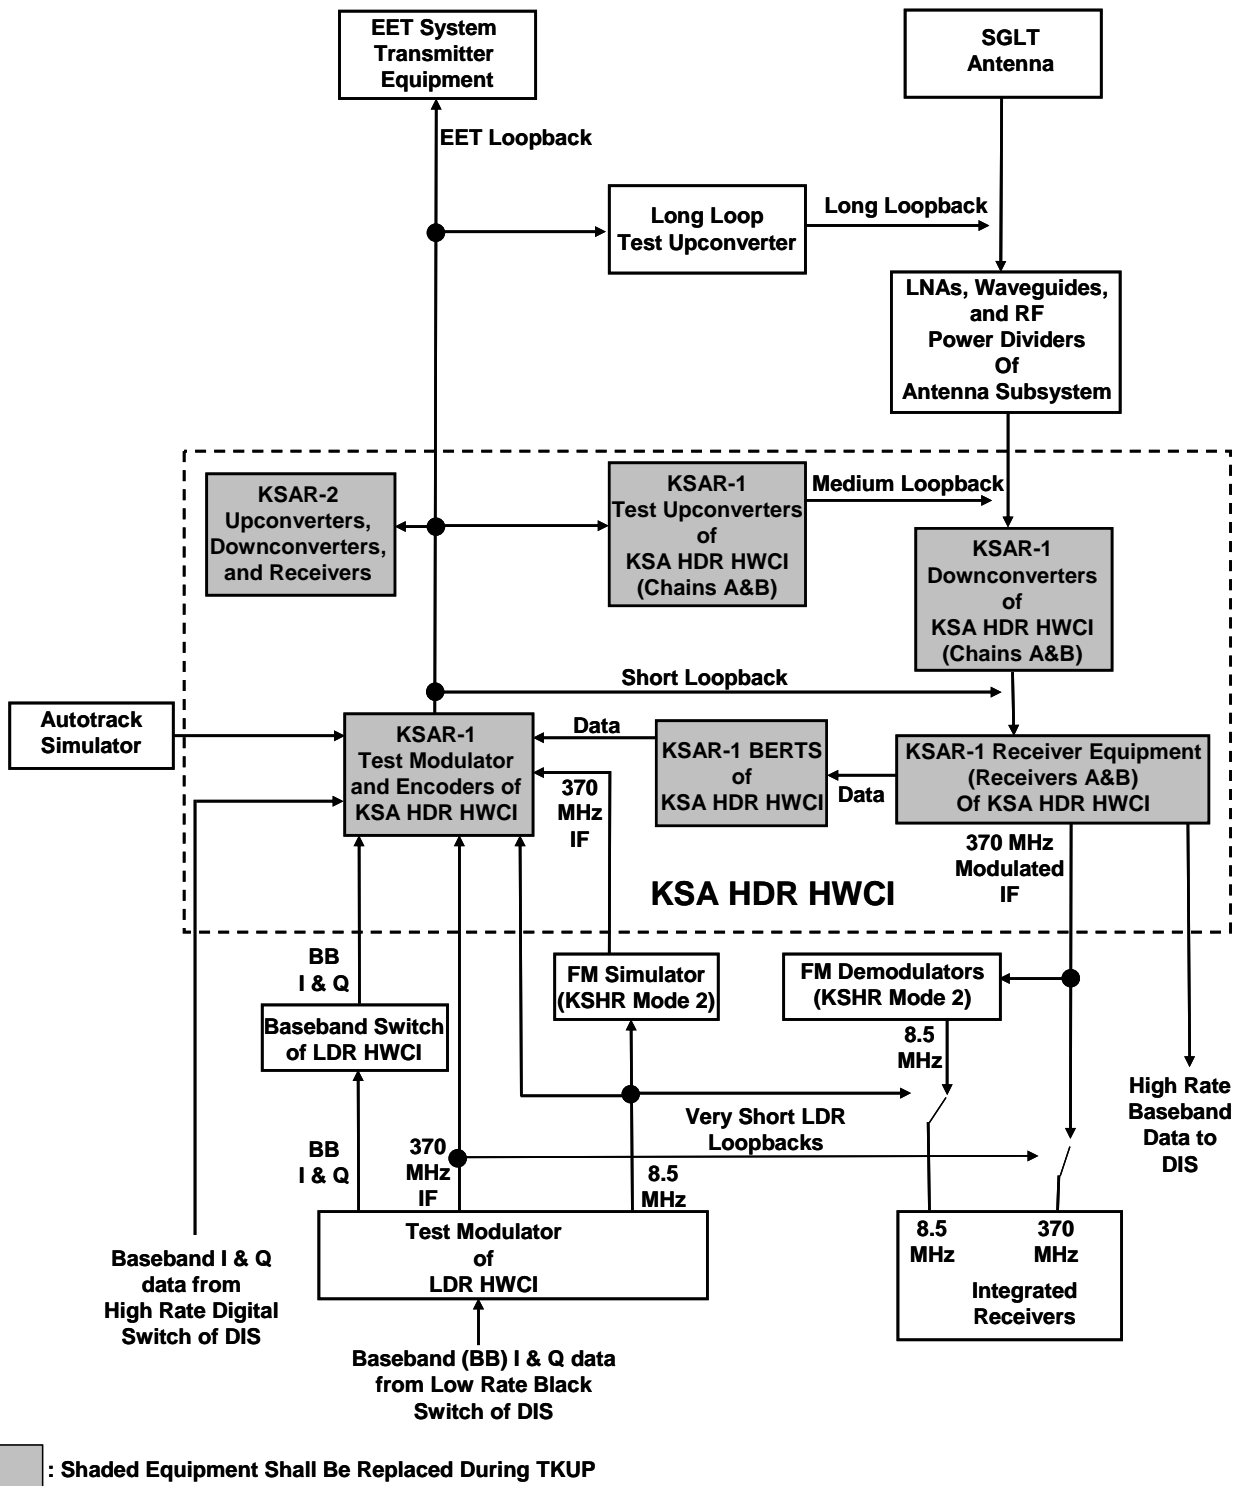 EET System
Transmitter
Equipment
SGLT
Antenna
EET Loopback
Long Loop
Test Upconverter
Long Loopback
LNAs, Waveguides,
and RF
Power Dividers
Of
Antenna Subsystem
KSAR-2
Upconverters,
Downconverters,
and Receivers
KSAR-1
Test Upconverters
of
KSA HDR HWCI
(Chains A&B)
Medium Loopback
KSAR-1
Downconverters
of
KSA HDR HWCI
(Chains A&B)
Short Loopback
Autotrack
Simulator
KSAR-1
Test Modulator
and Encoders of
KSA HDR HWCI
Data
370
MHz
IF
KSAR-1 BERTS
of
KSA HDR HWCI
Data
KSAR-1 Receiver Equipment
(Receivers A&B)
Of KSA HDR HWCI
370 MHz
Modulated
IF
KSA HDR HWCI
BB
I & Q
FM Simulator
(KSHR Mode 2)
FM Demodulators
(KSHR Mode 2)
Baseband Switch
of LDR HWCI
8.5
MHz
High Rate
Baseband
Data to
DIS
Very Short LDR
Loopbacks
BB
I & Q
370
MHz
IF
8.5
MHz
Test Modulator
of
LDR HWCI
8.5
MHz
370
MHz
Integrated
Receivers
Baseband I & Q
data from
High Rate Digital
Switch of DIS
Baseband (BB) I & Q data
from Low Rate Black
Switch of DIS
: Shaded Equipment Shall Be Replaced During TKUP